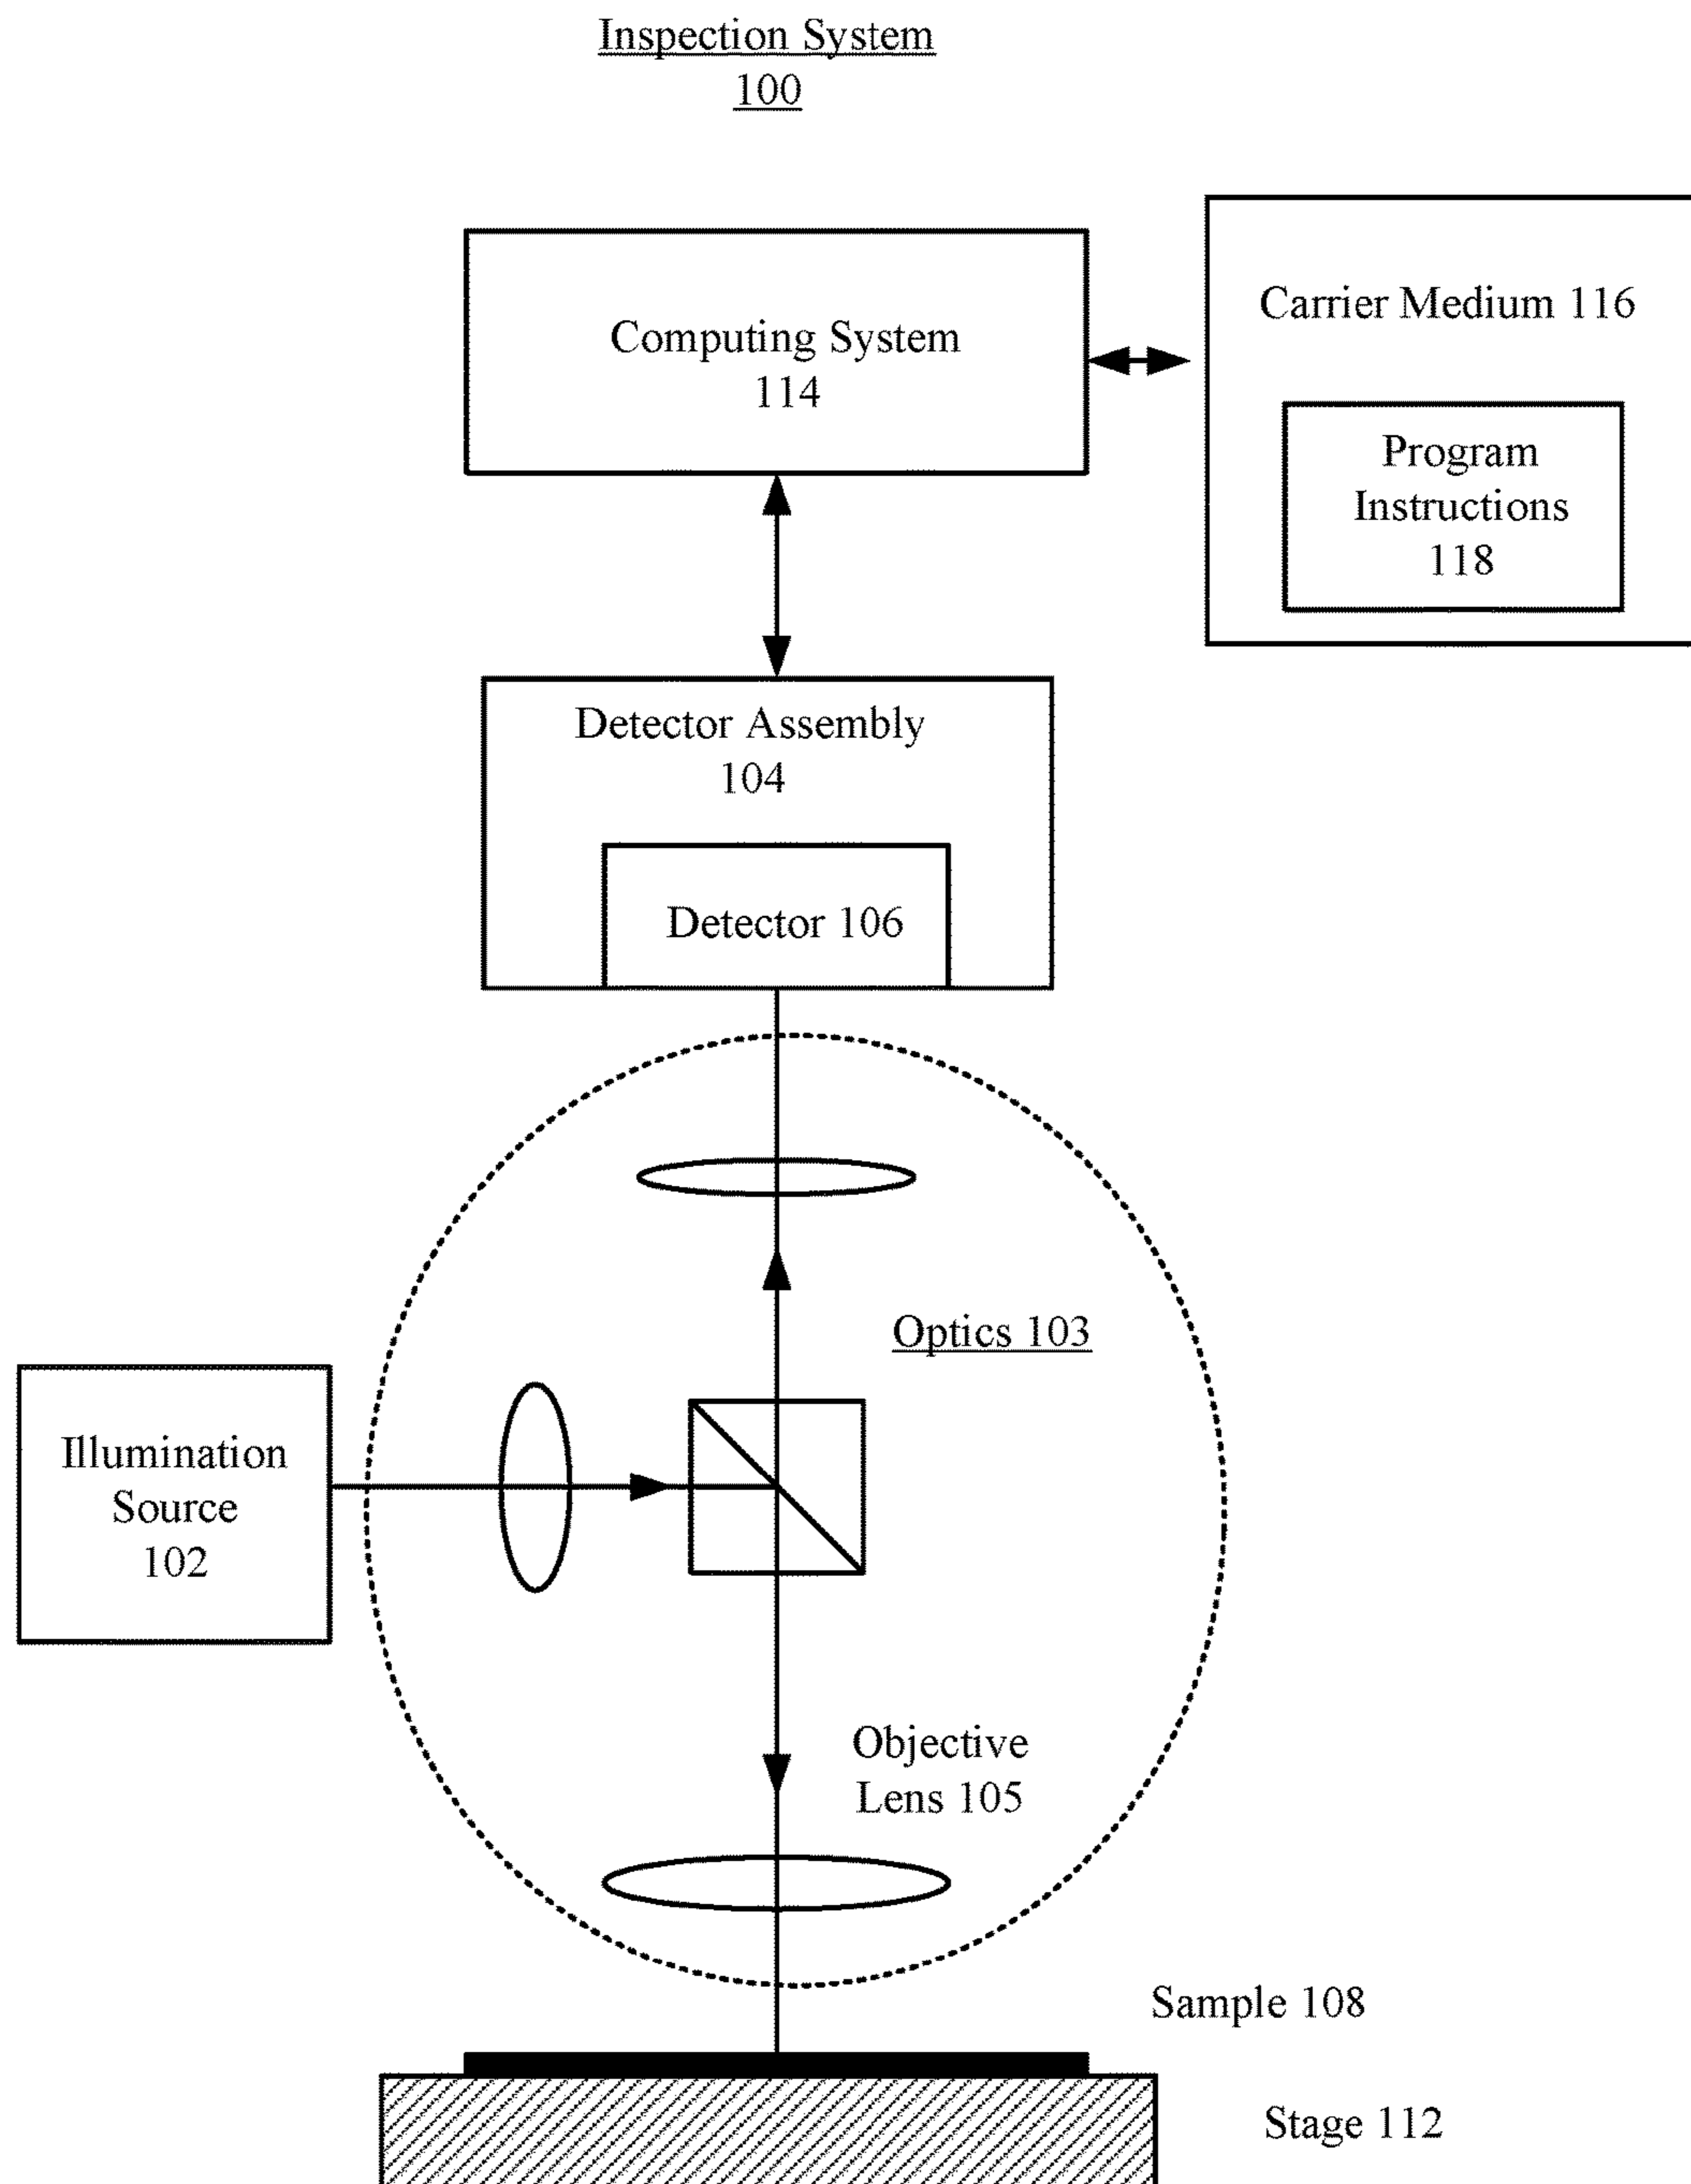 Inspection System
100
Computing System
114
Carrier Medium 116
Program
Instructions
118
Detector Assembly
104
Detector 106
Optics 103
Illumination
Source
102
Objective
Lens 105
Sample 108
Stage 112